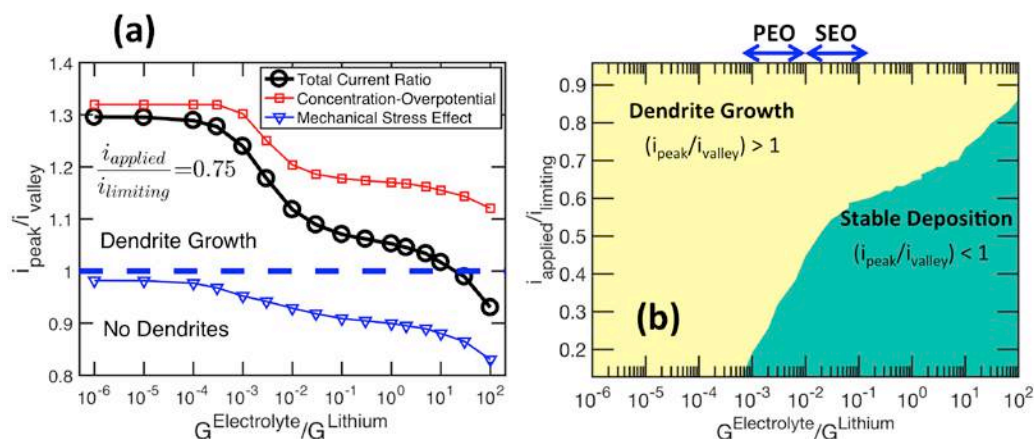 (a)
1.4
1.3
1.2
1.1
1
0.9
0.8
i_peak/i_valley
Total Current Ratio
Concentration-Overpotential
Mechanical Stress Effect
i_applied/i_limiting=0.75
Dendrite Growth
No Dendrites
10^-6 10^-5 10^-4 10^-3 10^-2 10^-1 10^0 10^1 10^2
G^Electrolyte/G^Lithium
PEO SEO
0.9
0.8
0.7
0.6
0.5
0.4
0.3
0.2
i_applied/i_limiting
Dendrite Growth
(i_peak/i_valley) > 1
Stable Deposition
(i_peak/i_valley) < 1
(b)
10^-6 10^-5 10^-4 10^-3 10^-2 10^-1 10^0 10^1 10^2
G^Electrolyte/G^Lithium